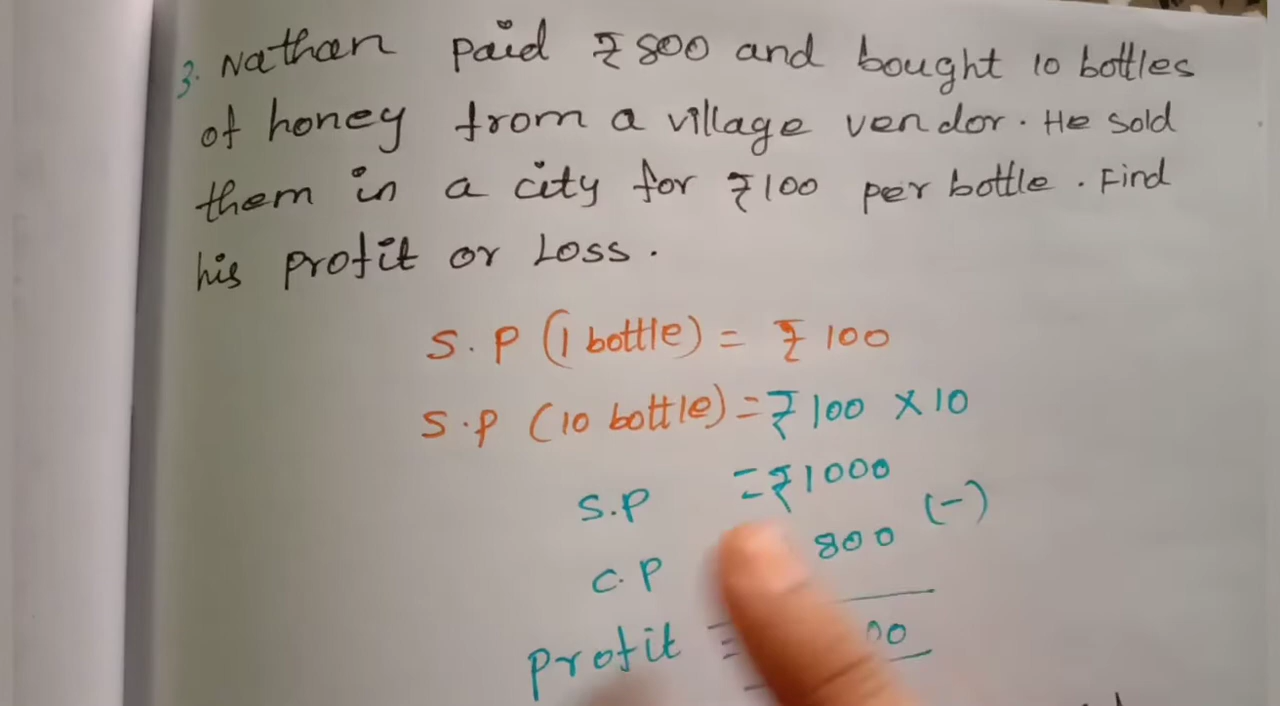 3. Nathan paid ₹800 and bought 10 bottles
of honey from a village vendor. He sold
them in a city for ₹100 per bottle. Find
his profit or Loss.
S.P (1 bottle) = ₹100
S.P (10 bottle) = ₹100 X 10
S.P = ₹1000
C.P 800 (-)
Profit =